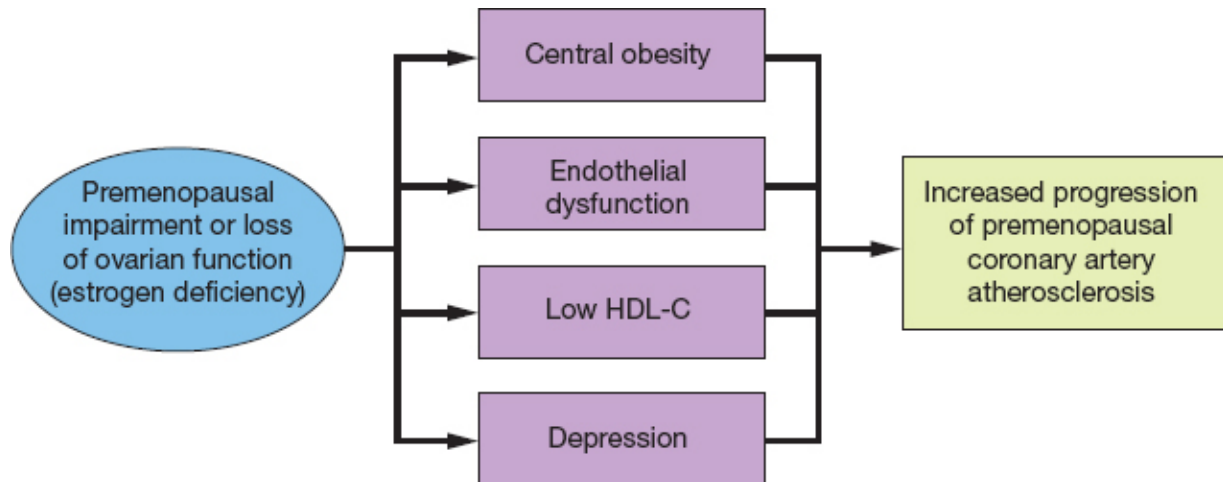 Premenopausal
impairment or loss
of ovarian function
(estrogen deficiency)
Central obesity
Endothelial
dysfunction
Low HDL-C
Depression
Increased progression
of premenopausal
coronary artery
atherosclerosis